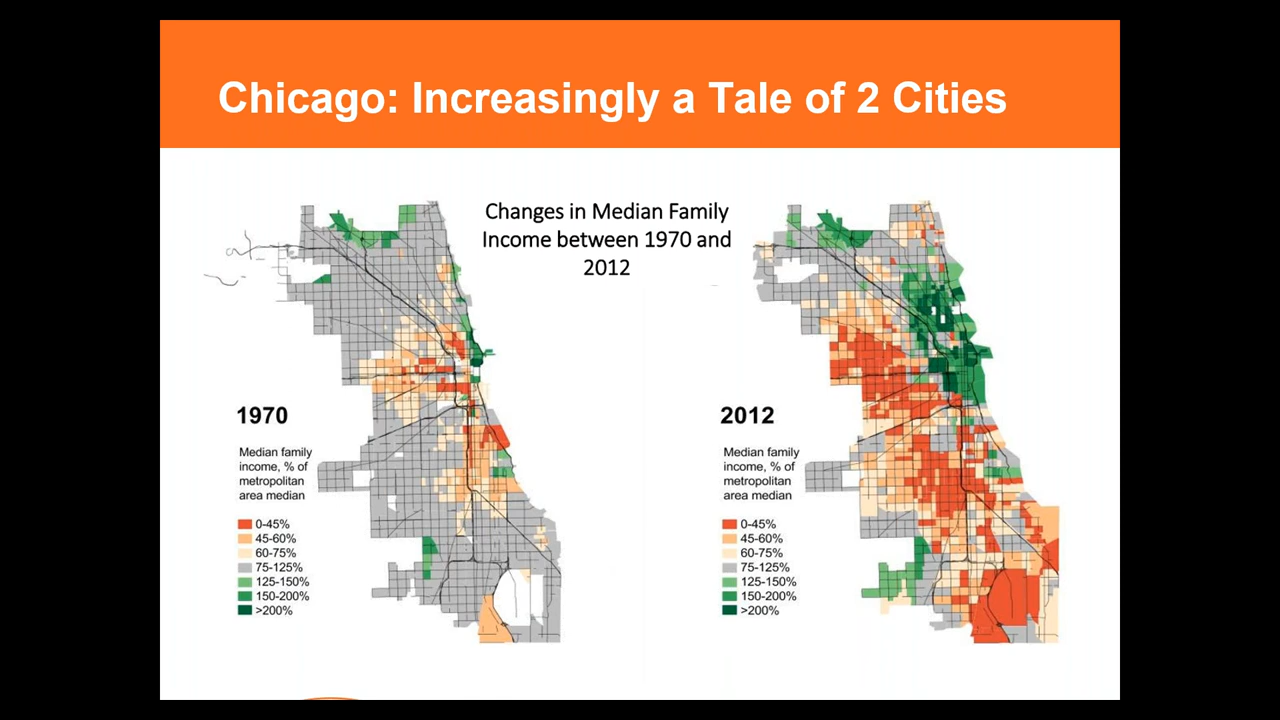 Chicago: Increasingly a Tale of 2 Cities
Changes in Median Family
Income between 1970 and
2012
1970
Median family
income, % of
metropolitan
area median
0-45%
45-60%
60-75%
75-125%
125-150%
150-200%
>200%
2012
Median family
income, % of
metropolitan
area median
0-45%
45-60%
60-75%
75-125%
125-150%
150-200%
>200%